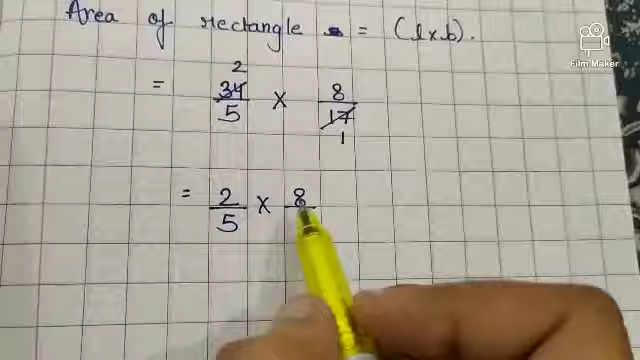 Area of rectangle = (l×b).
Film Maker
2
= 34/5 × 8/17
1
= 2/5 × 8